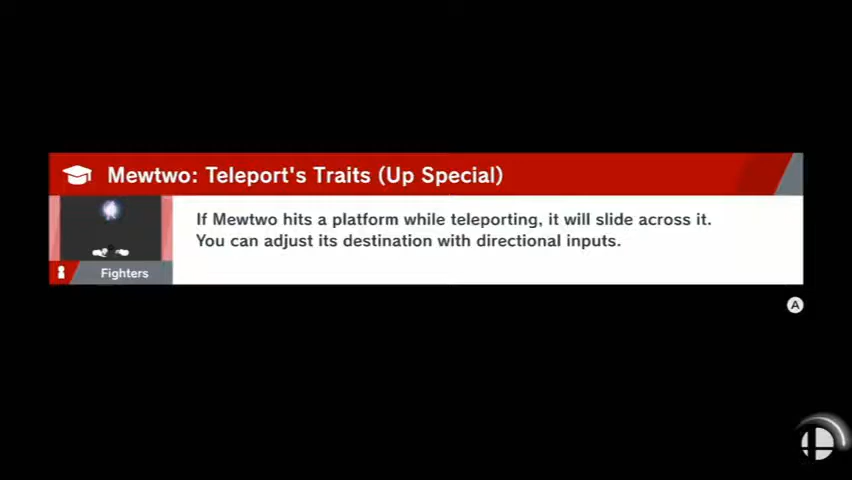 Mewtwo: Teleport's Traits (Up Special)
If Mewtwo hits a platform while teleporting, it will slide across it.
You can adjust its destination with directional inputs.
Fighters
A